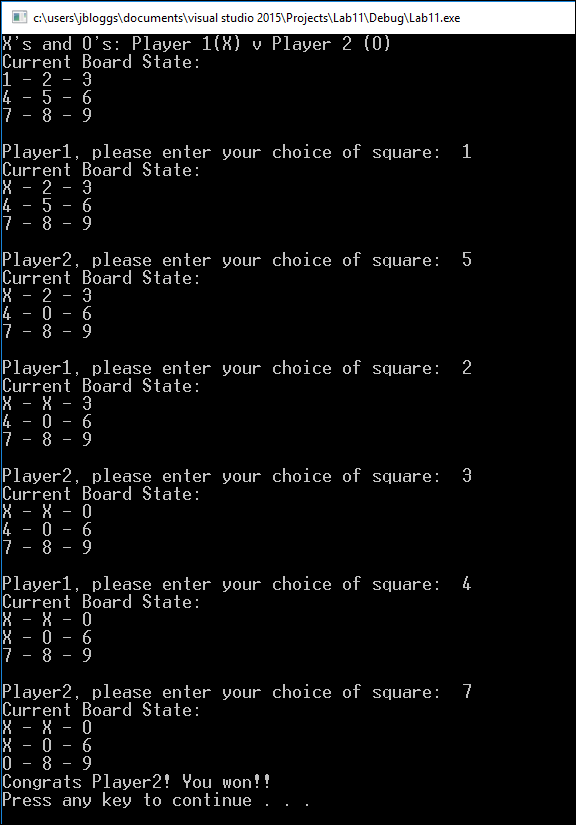 c:\users\jbloggs\documents\visual studio 2015\Projects\Lab11\Debug\Lab11.exe
X's and O's: Player 1(X) v Player 2 (O)
Current Board State:
1 - 2 - 3
4 - 5 - 6
7 - 8 - 9
Player1, please enter your choice of square:  1
Current Board State:
X - 2 - 3
4 - 5 - 6
7 - 8 - 9
Player2, please enter your choice of square:  5
Current Board State:
X - 2 - 3
4 - O - 6
7 - 8 - 9
Player1, please enter your choice of square:  2
Current Board State:
X - X - 3
4 - O - 6
7 - 8 - 9
Player2, please enter your choice of square:  3
Current Board State:
X - X - O
4 - O - 6
7 - 8 - 9
Player1, please enter your choice of square:  4
Current Board State:
X - X - O
X - O - 6
7 - 8 - 9
Player2, please enter your choice of square:  7
Current Board State:
X - X - O
X - O - 6
O - 8 - 9
Congrats Player2! You won!!
Press any key to continue . . .